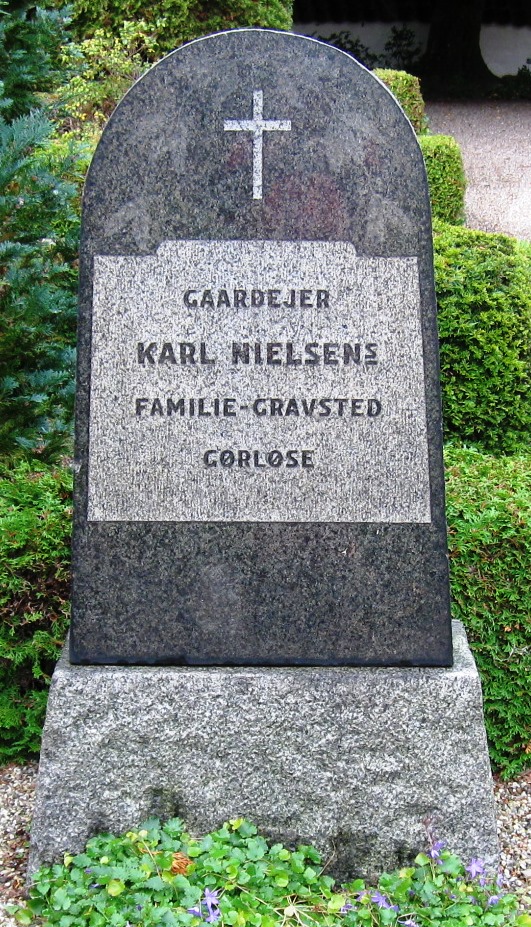 GAARDEJER
KARL NIELSENS
FAMILIE-GRAVSTED
GØRLØSE